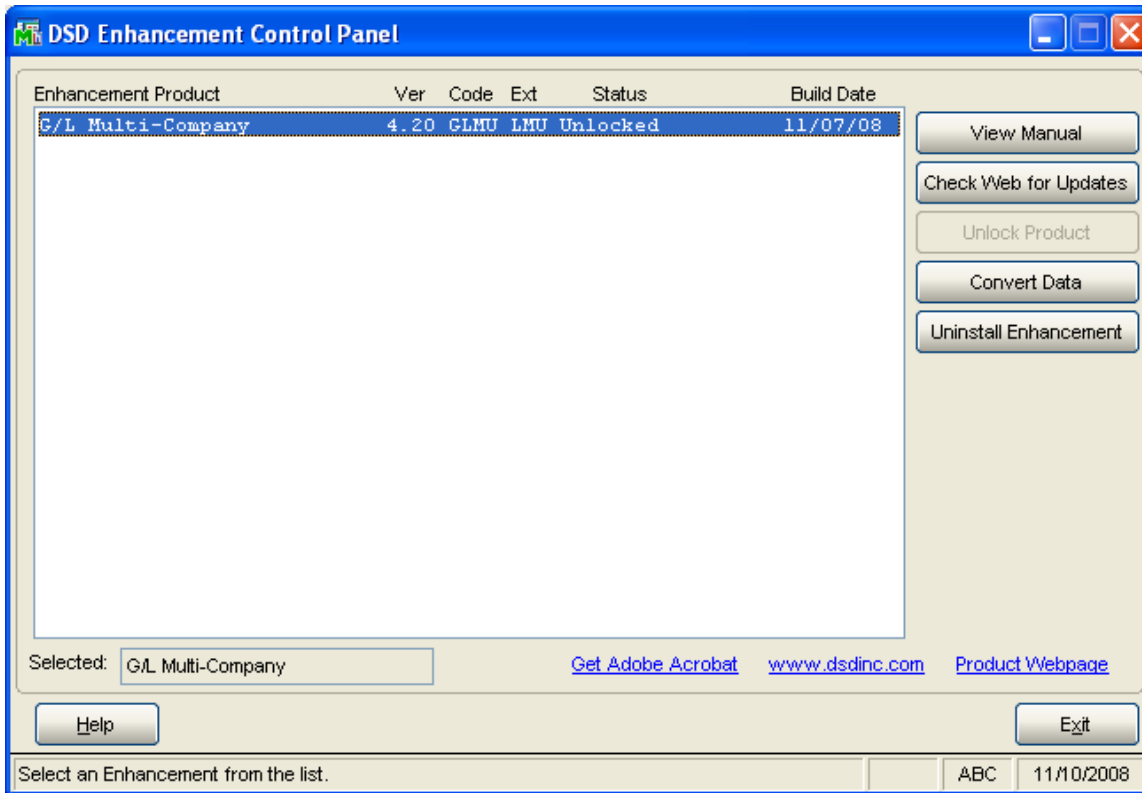 DSD Enhancement Control Panel
Enhancement Product Ver Code Ext Status Build Date
G/L Multi-Company 4.20 GLMU LMU Unlocked 11/07/08
View Manual
Check Web for Updates
Unlock Product
Convert Data
Uninstall Enhancement
Selected: G/L Multi-Company Get Adobe Acrobat www.dsdinc.com Product Webpage
Help Exit
Select an Enhancement from the list. ABC 11/10/2008